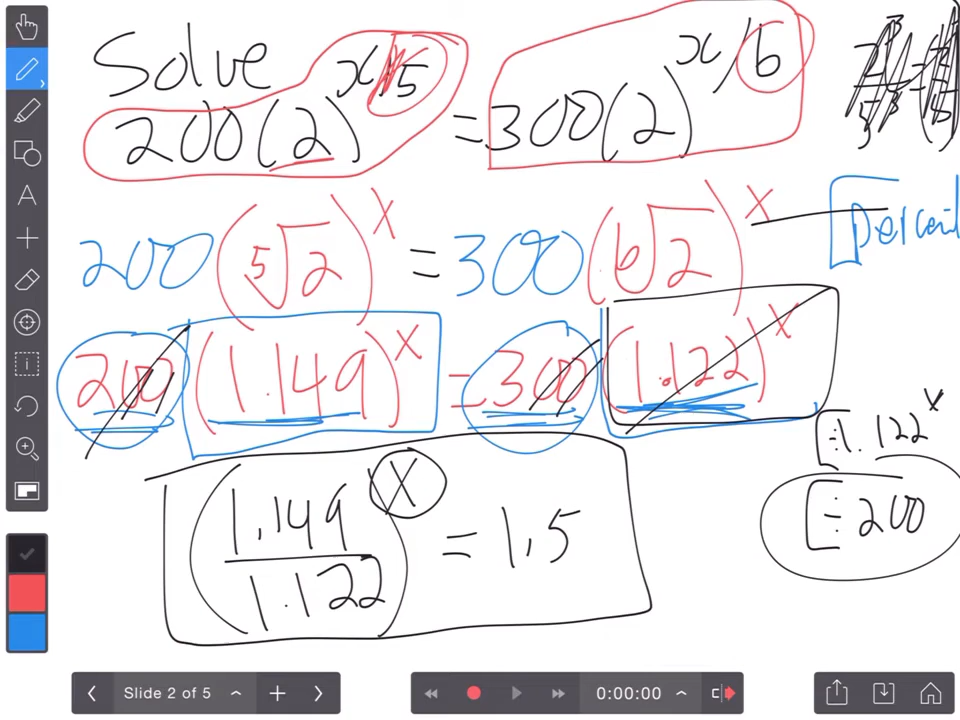 Solve
200(2)^x/5 = 300(2)^x/6
200(5√2)^x = 300(6√2)^x
percent
200(1.149)^x = 300(1.122)^x
÷1.122^x
(1.149/1.122)^x = 1.5
÷200
Slide 2 of 5
0:00:00